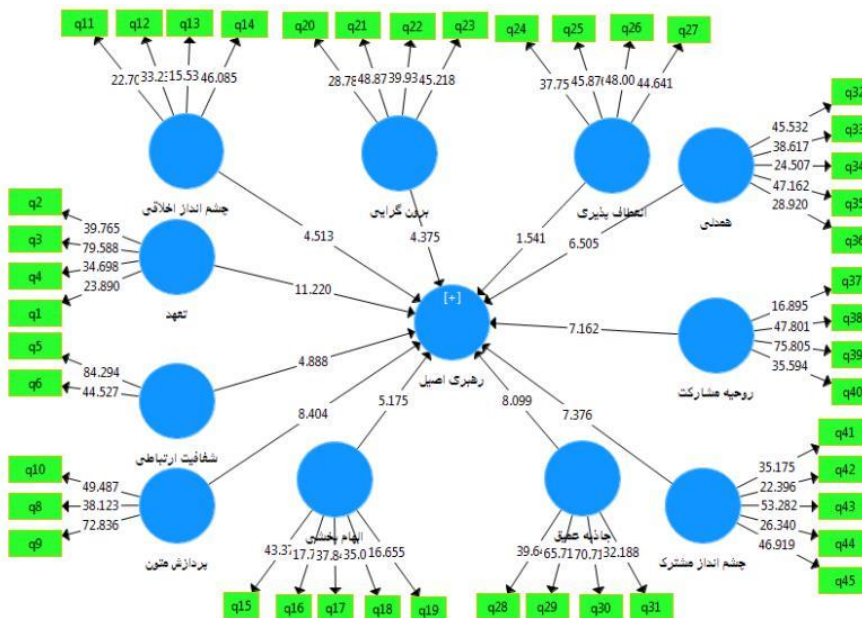 q11 q12 q13 q14
q20 q21 q22 q23
q24 q25 q26 q27
22.70 33.23 15.53 46.085
28.78 48.87 39.93 45.218
37.75 45.876 48.00 44.641
چشم انداز اخلاقی
برون گرایی
انعطاف پذیری
q32
q33
q34
q35
q36
45.532
38.617
24.507
47.162
28.920
همدلی
q2
q3
q4
q1
39.765
79.588
34.698
23.890
تعهد
4.513
4.375
1.541
6.505
11.220
[+]
رهبری اصیل
7.162
q37
q38
q39
q40
16.895
47.801
75.805
35.594
روحیه مشارکت
q5
q6
84.294
44.527
شفافیت ارتباطی
4.888
8.404
5.175
8.099
7.376
q10
q8
q9
49.487
38.123
72.836
پردازش متون
الهام بخشی
43.37 17.7 37.84 35.0 16.655
q15 q16 q17 q18 q19
جاذبه عمیق
39.64 65.71 70.71 32.188
q28 q29 q30 q31
چشم انداز مشترک
35.175
22.396
53.282
26.340
46.919
q41
q42
q43
q44
q45